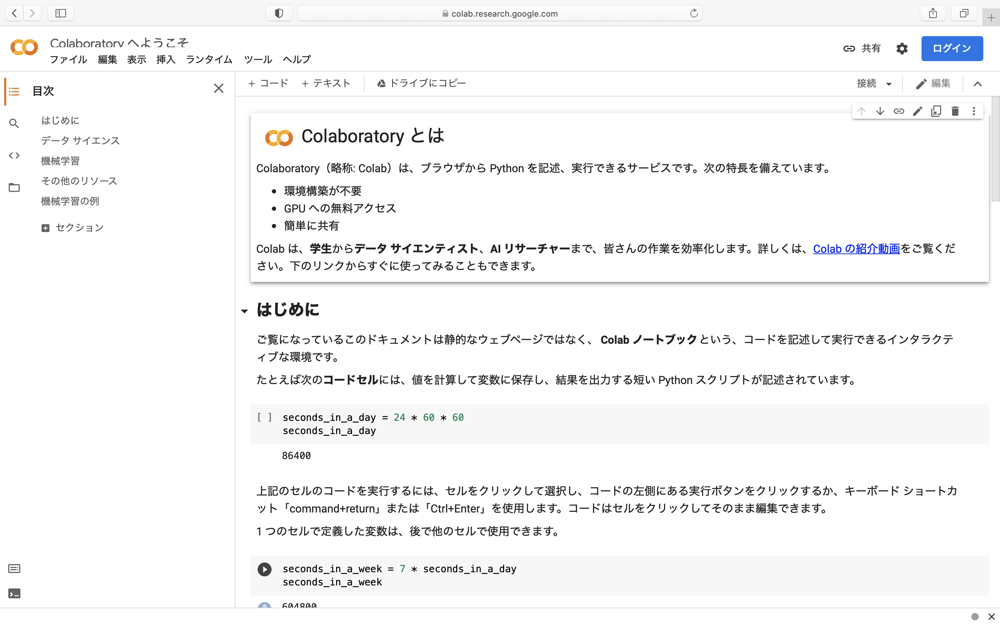 colab.research.google.com
Colaboratory へようこそ
ファイル 編集 表示 挿入 ランタイム ツール ヘルプ
共有
ログイン
目次
はじめに
データ サイエンス
機械学習
その他のリソース
機械学習の例
セクション
+ コード + テキスト ドライブにコピー
接続 編集
Colaboratory とは
Colaboratory（略称: Colab）は、ブラウザから Python を記述、実行できるサービスです。次の特長を備えています。
環境構築が不要
GPU への無料アクセス
簡単に共有
Colab は、学生からデータ サイエンティスト、AI リサーチャーまで、皆さんの作業を効率化します。詳しくは、Colab の紹介動画をご覧くだ
さい。下のリンクからすぐに使ってみることもできます。
はじめに
ご覧になっているこのドキュメントは静的なウェブページではなく、 Colab ノートブックという、コードを記述して実行できるインタラクテ
ィブな環境です。
たとえば次のコードセルには、値を計算して変数に保存し、結果を出力する短い Python スクリプトが記述されています。
[ ] seconds_in_a_day = 24 * 60 * 60
seconds_in_a_day
86400
上記のセルのコードを実行するには、セルをクリックして選択し、コードの左側にある実行ボタンをクリックするか、キーボード ショートカ
ット「command+return」または「Ctrl+Enter」を使用します。コードはセルをクリックしてそのまま編集できます。
1 つのセルで定義した変数は、後で他のセルで使用できます。
seconds_in_a_week = 7 * seconds_in_a_day
seconds_in_a_week
604800